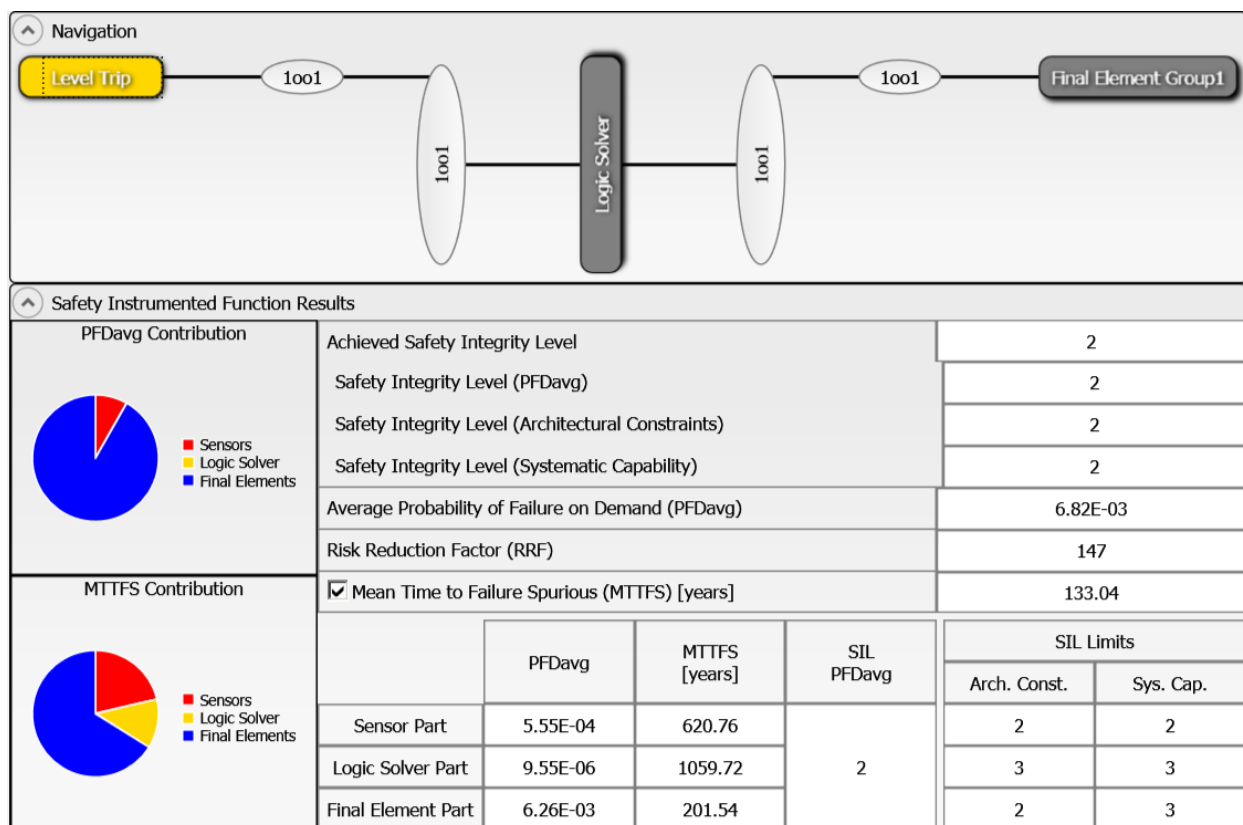 Navigation
Level Trip
1oo1
1oo1
Logic Solver
1oo1
1oo1
Final Element Group1
Safety Instrumented Function Results
PFDavg Contribution
Sensors
Logic Solver
Final Elements
Achieved Safety Integrity Level 2
Safety Integrity Level (PFDavg) 2
Safety Integrity Level (Architectural Constraints) 2
Safety Integrity Level (Systematic Capability) 2
Average Probability of Failure on Demand (PFDavg) 6.82E-03
Risk Reduction Factor (RRF) 147
MTTFS Contribution
Sensors
Logic Solver
Final Elements
Mean Time to Failure Spurious (MTTFS) [years] 133.04
PFDavg
MTTFS
[years]
SIL
PFDavg
SIL Limits
Arch. Const. Sys. Cap.
Sensor Part 5.55E-04 620.76 2 2
Logic Solver Part 9.55E-06 1059.72 2 3 3
Final Element Part 6.26E-03 201.54 2 3